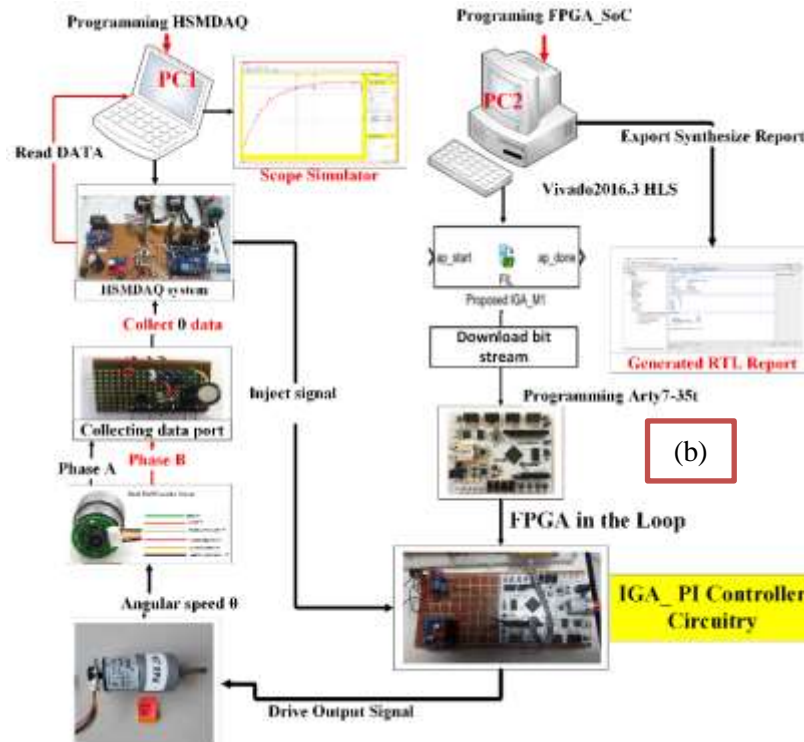 Programming HSMDAQ
Programing FPGA_SoC
PC1
PC2
Read DATA
Scope Simulator
Export Synthesize Report
Vivado2016.3 HLS
HSMDAQ system
ap_start
ap_done
FIL
Proposed IGA_M1
Generated RTL Report
Collect θ data
Download bit
stream
Inject signal
Programming Arty7-35t
Collecting data port
Phase A
Phase B
(b)
FPGA in the Loop
Angular speed θ
IGA_ PI Controller
Circuitry
Drive Output Signal